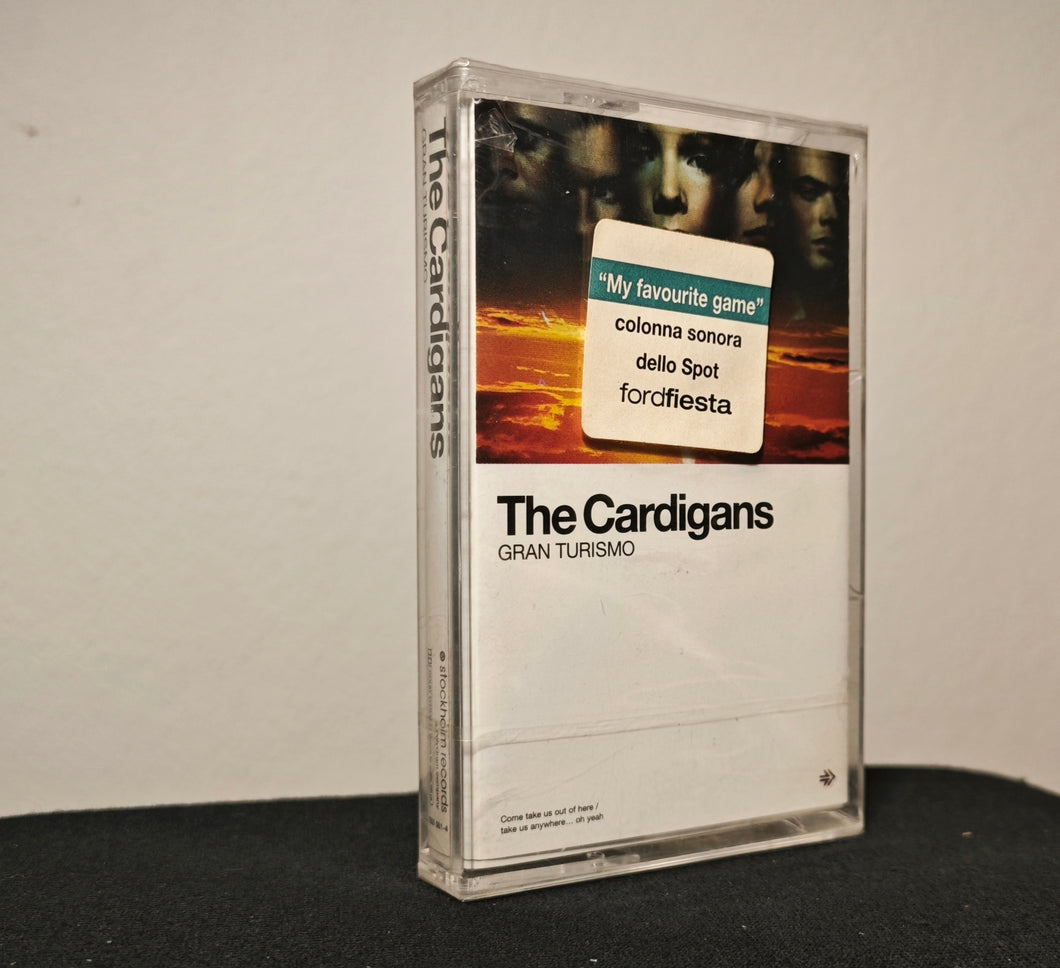 The Cardigans
GRAN TURISMO
stockholm records
"My favourite game"
colonna sonora
dello Spot
fordfiesta
The Cardigans
GRAN TURISMO
Come take us out of here /
take us anywhere... oh yeah